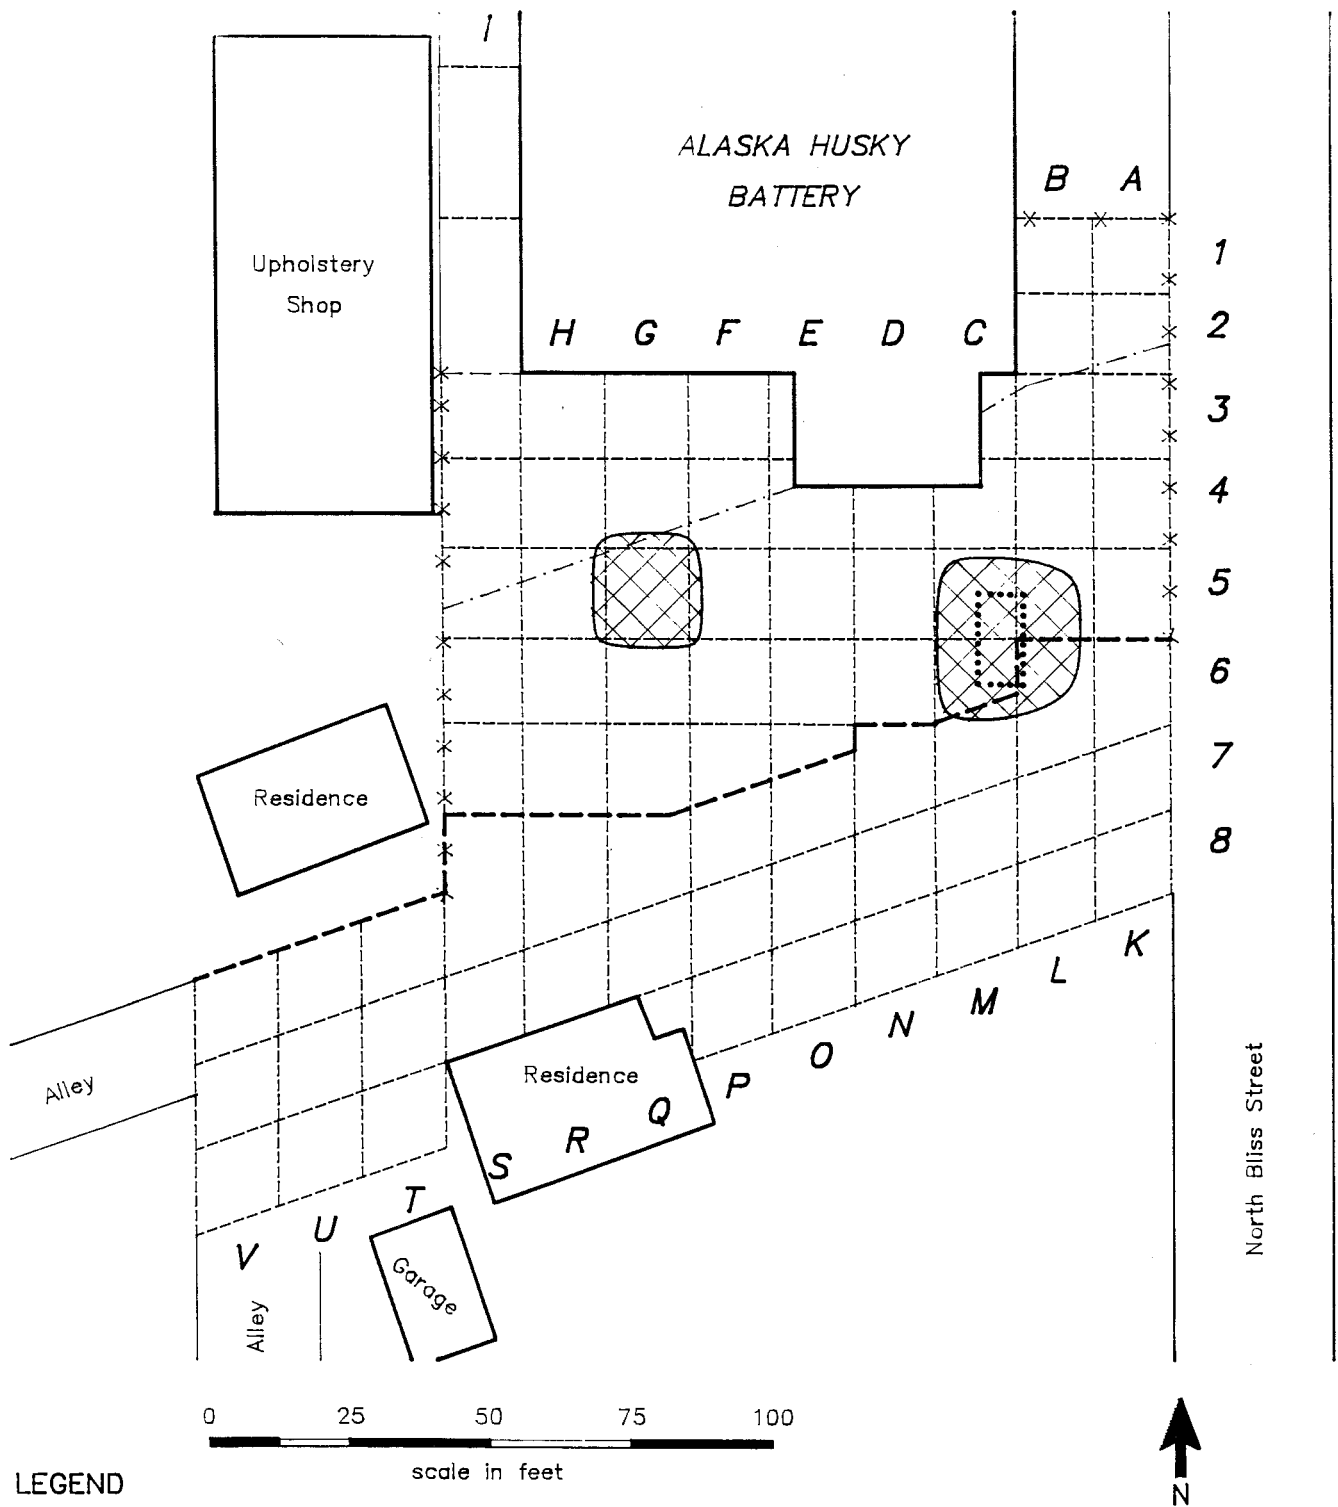 I
ALASKA HUSKY
BATTERY
B A
1
Upholstery
Shop
2
H G F E D C
3
4
5
6
7
Residence
8
K
L
M
N
O
P
Alley
Residence
Q
R
S
T
U
V
Garage
Alley
North Bliss Street
0 25 50 75 100
scale in feet
LEGEND
N